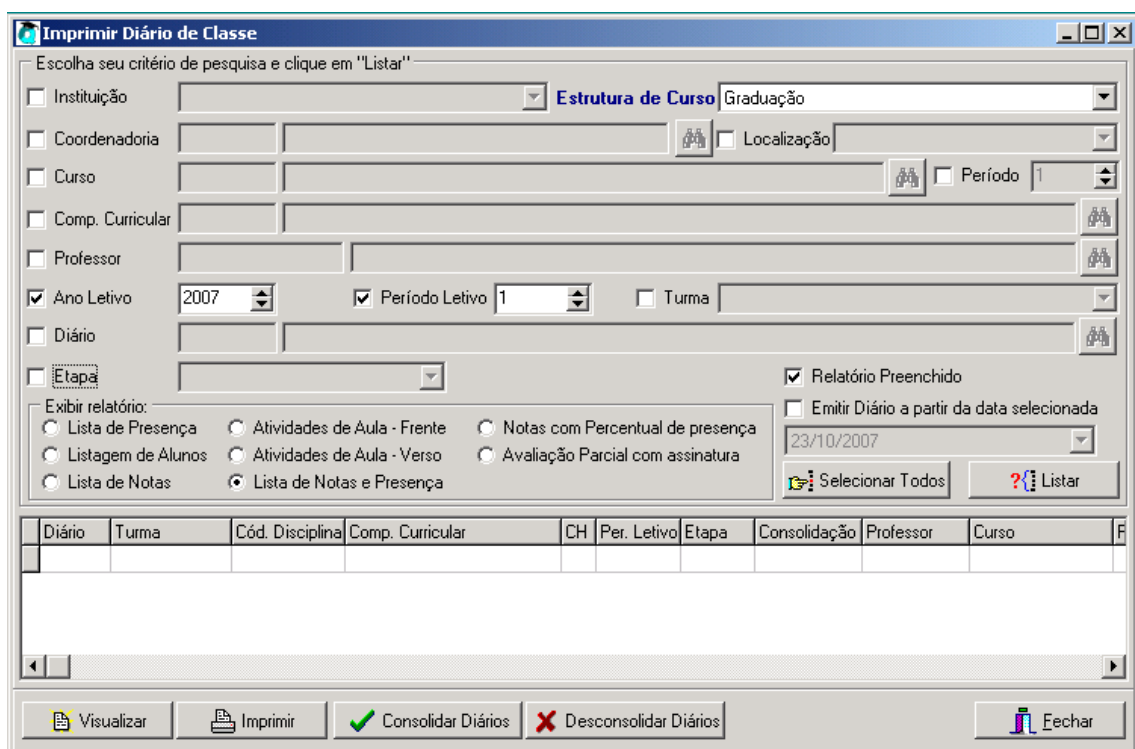 Imprimir Diário de Classe
Escolha seu critério de pesquisa e clique em "Listar"
Instituição Estrutura de Curso Graduação
Coordenadoria Localização
Curso Período 1
Comp. Curricular
Professor
Ano Letivo 2007 Período Letivo 1 Turma
Diário
Etapa Relatório Preenchido
Exibir relatório: Emitir Diário a partir da data selecionada
Lista de Presença Atividades de Aula - Frente Notas com Percentual de presença
23/10/2007
Listagem de Alunos Atividades de Aula - Verso Avaliação Parcial com assinatura
Lista de Notas Lista de Notas e Presença Selecionar Todos ?{ Listar
Diário Turma Cód. Disciplina Comp. Curricular CH Per. Letivo Etapa Consolidação Professor Curso
Visualizar Imprimir Consolidar Diários Desconsolidar Diários Fechar